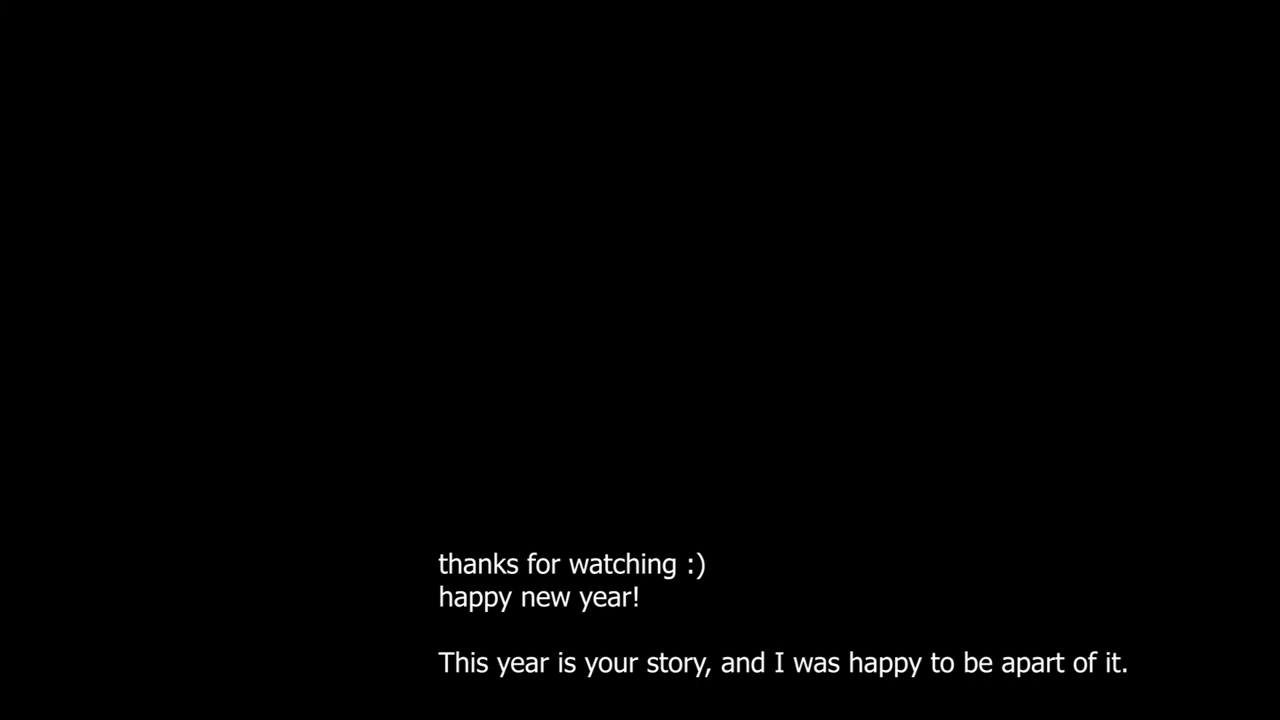 thanks for watching :)
happy new year!
This year is your story, and I was happy to be apart of it.